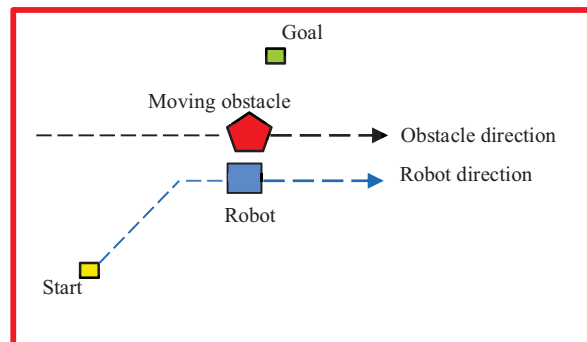 Goal
Moving obstacle
Obstacle direction
Robot direction
Robot
Start